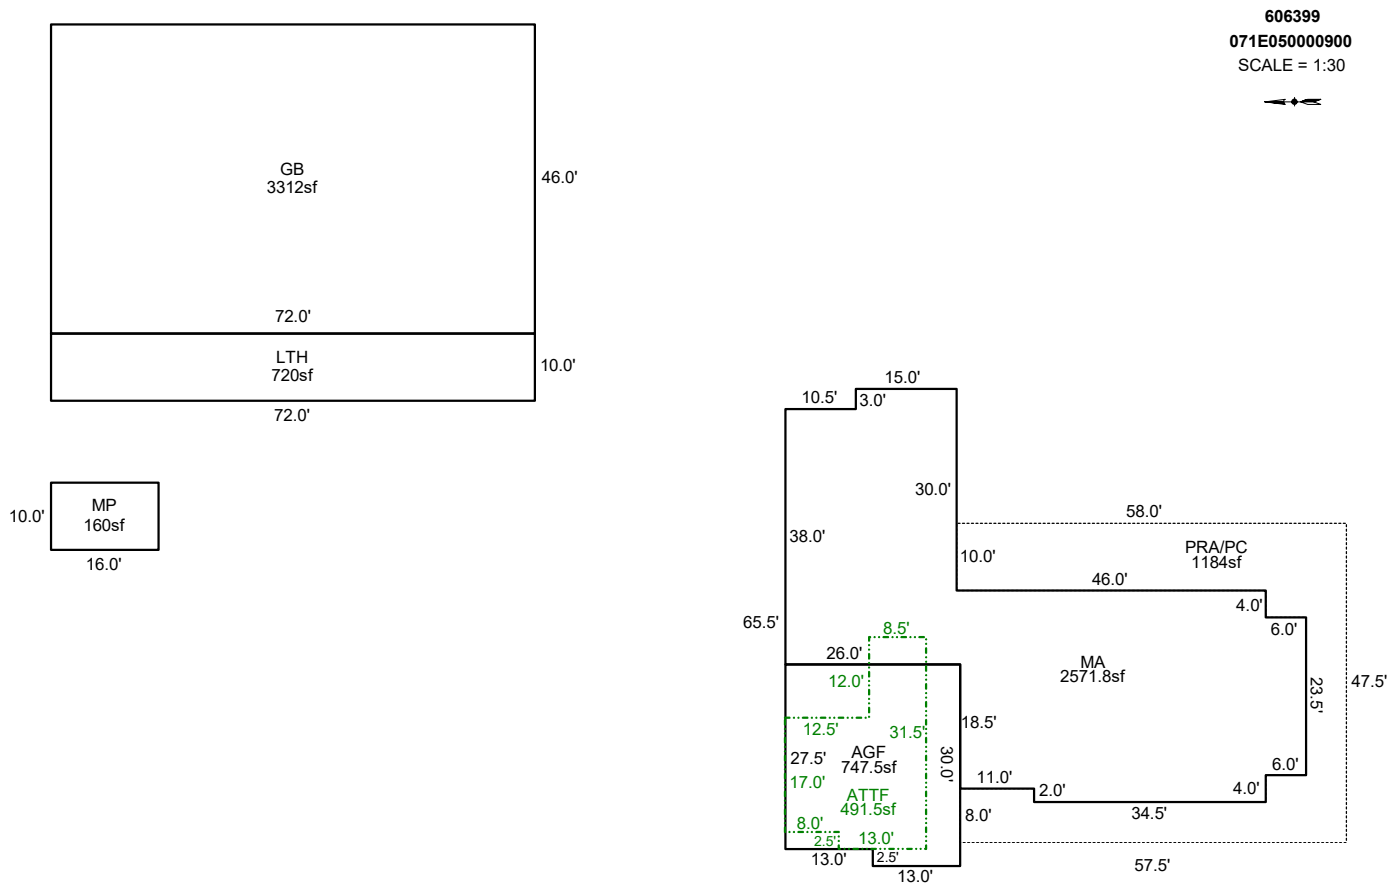 606399
071E050000900
SCALE = 1:30
GB
3312sf
46.0'
72.0'
LTH
720sf
10.0'
72.0'
MP
160sf
10.0'
16.0'
15.0'
10.5'
3.0'
30.0'
38.0'
58.0'
PRA/PC
1184sf
10.0'
46.0'
4.0'
6.0'
65.5'
8.5'
26.0'
12.0'
MA
2571.8sf
23.5'
47.5'
12.5'
31.5'
18.5'
AGF
747.5sf
27.5'
30.0'
17.0'
ATTF
491.5sf
11.0'
2.0'
6.0'
4.0'
34.5'
8.0'
8.0'
2.5'
13.0'
13.0'
2.5'
13.0'
57.5'